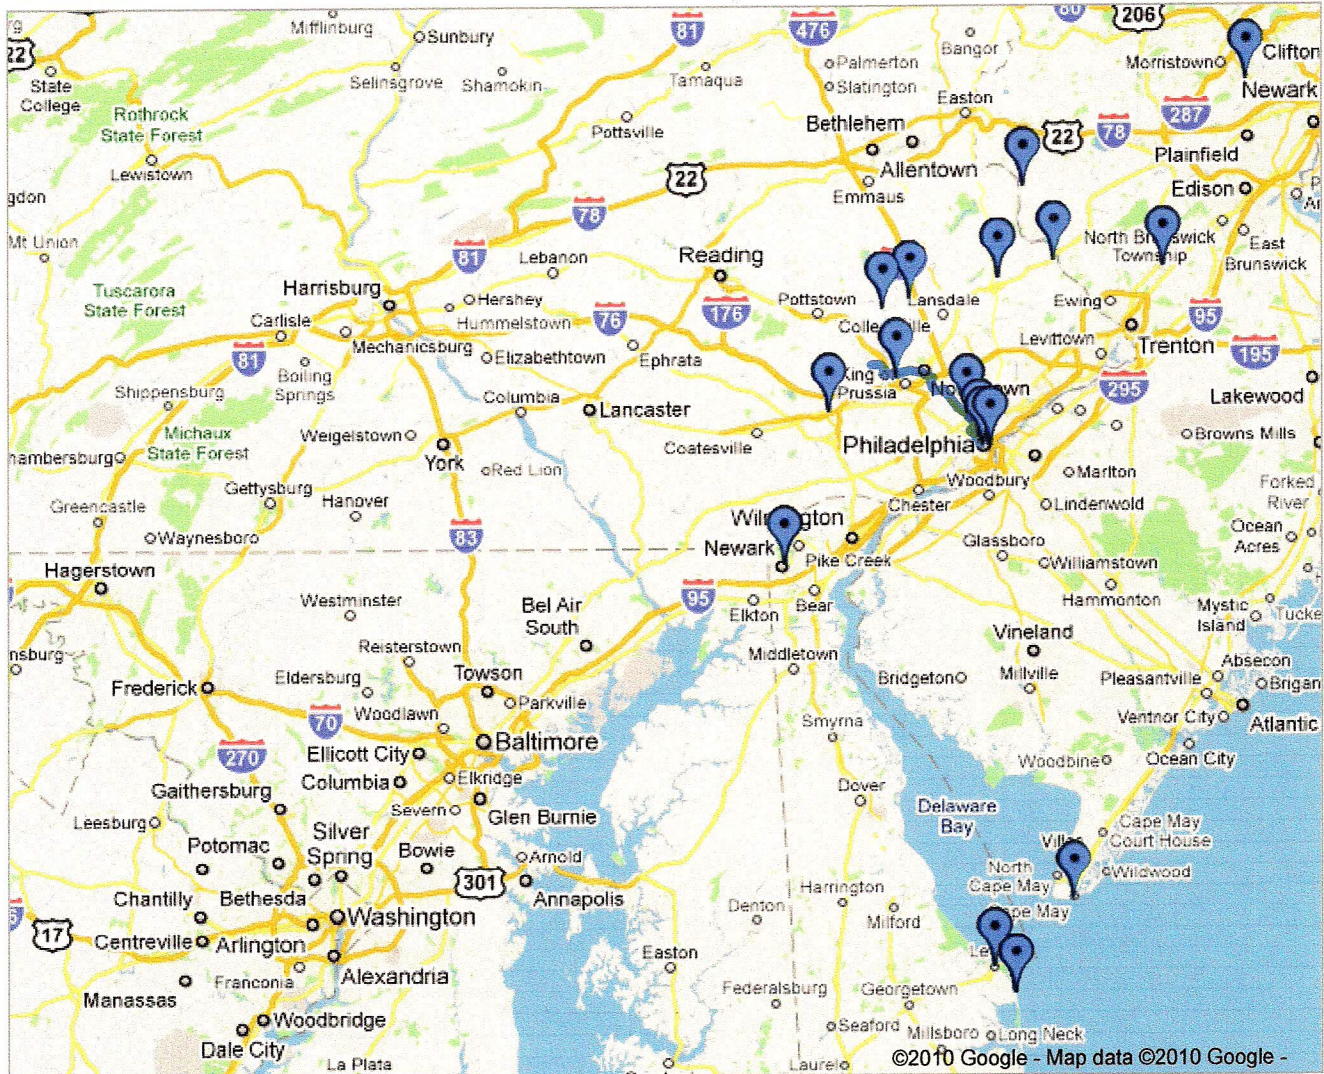 Mifflinburg
Sunbury
81
476
80
206
22
State
College
Selinsgrove
Shamokin
Tamaqua
Palmerton
Slatington
Bangor
Morristown
Clifton
Newark
Rothrock
State Forest
Pottsville
Bethlehem
Easton
22
78
287
Plainfield
Lewistown
22
Allentown
Emmaus
Edison
Mt Union
78
81
Lebanon
Reading
East
Brunswick
Tuscarora
State Forest
Harrisburg
Hershey
Hummelstown
76
176
Pottstown
Lansdale
Ewing
95
Carlisle
Mechanicsburg
Elizabethtown
Ephrata
Levittown
Trenton
195
81
Boiling
Springs
Prussia
295
Lakewood
Shippensburg
Columbia
Lancaster
Michaux
State Forest
Weigelstown
York
Coatesville
Philadelphia
Browns Mills
Red Lion
Marlton
Gettysburg
Hanover
Woodbury
Lindenwold
Forked
River
Greencastle
Chester
Waynesboro
83
Newark
Pike Creek
Glassboro
Williamstown
Ocean
Acres
Hagerstown
Westminster
Bel Air
South
95
Elkton
Bear
Hammonton
Mystic
Island
Reisterstown
Middletown
Vineland
Millville
Absecon
Frederick
Eldersburg
Towson
Parkville
Bridgeton
Pleasantville
70
Woodlawn
Smyrna
Ventnor City
Atlantic
270
Ellicott City
Baltimore
Woodbine
Ocean City
Columbia
Elkridge
Gaithersburg
Severn
Glen Burnie
Dover
Delaware
Bay
Leesburg
Silver
Spring
Cape May
Court House
Potomac
Bowie
Arnold
North
Cape May
Wildwood
Chantilly
Bethesda
301
Annapolis
Harrington
Denton
Milford
17
Washington
Centreville
Arlington
Easton
Franconia
Alexandria
Federalsburg
Georgetown
Manassas
Woodbridge
Seaford
Millsboro
Long Neck
Dale City
La Plata
Laurel
©2010 Google - Map data ©2010 Google -